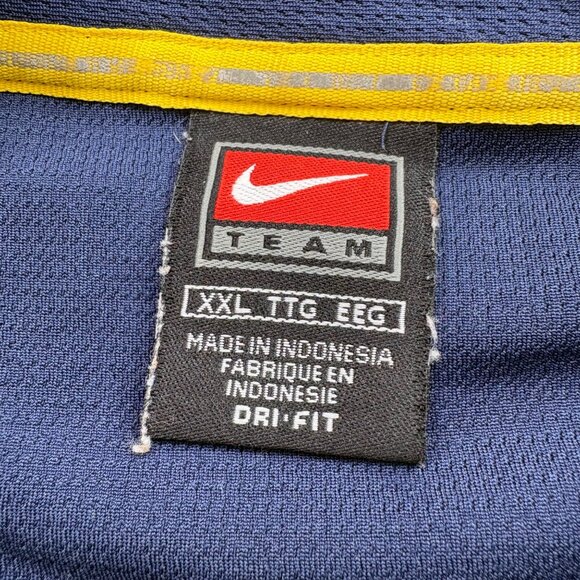 TEAM
XXL TTG EEG
MADE IN INDONESIA
FABRIQUE EN
INDONESIE
DRI•FIT